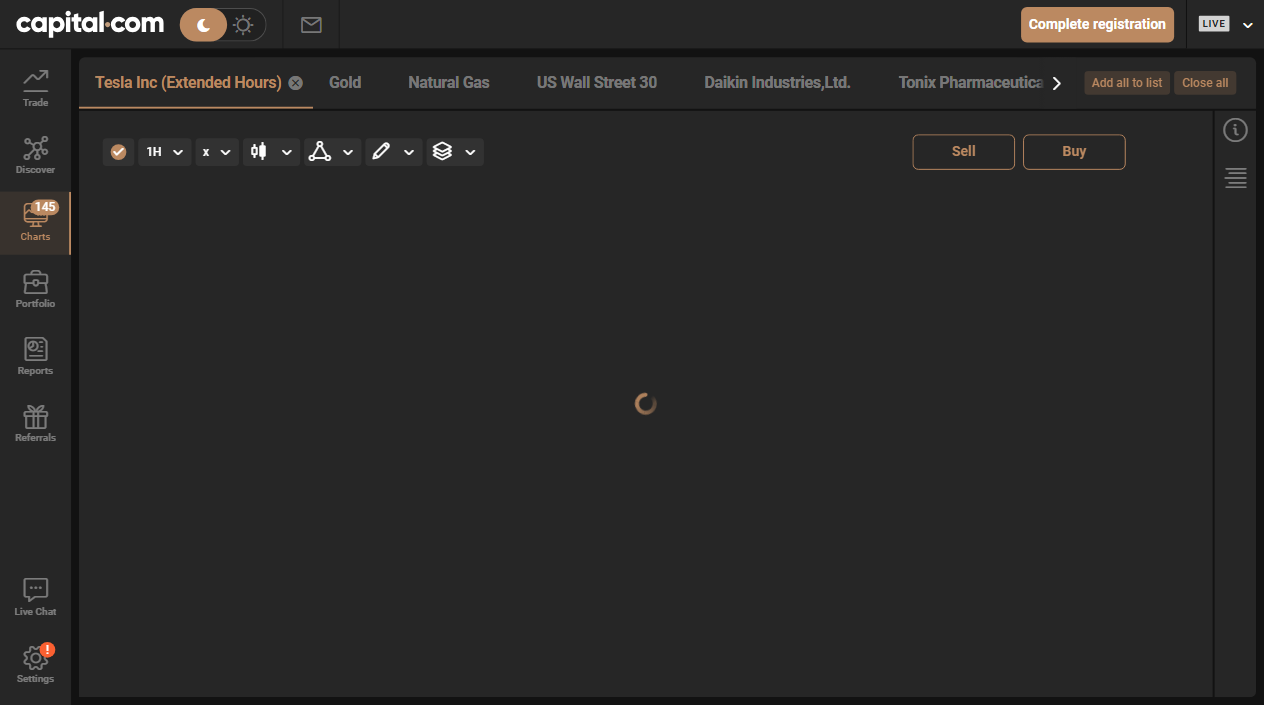 capital.com
Complete registration
LIVE
Trade
Discover
145
Charts
Portfolio
Reports
Referrals
Live Chat
!
Settings
Tesla Inc (Extended Hours)
Gold
Natural Gas
US Wall Street 30
Daikin Industries,Ltd.
Tonix Pharmaceutica
Add all to list
Close all
1H
x
Sell
Buy